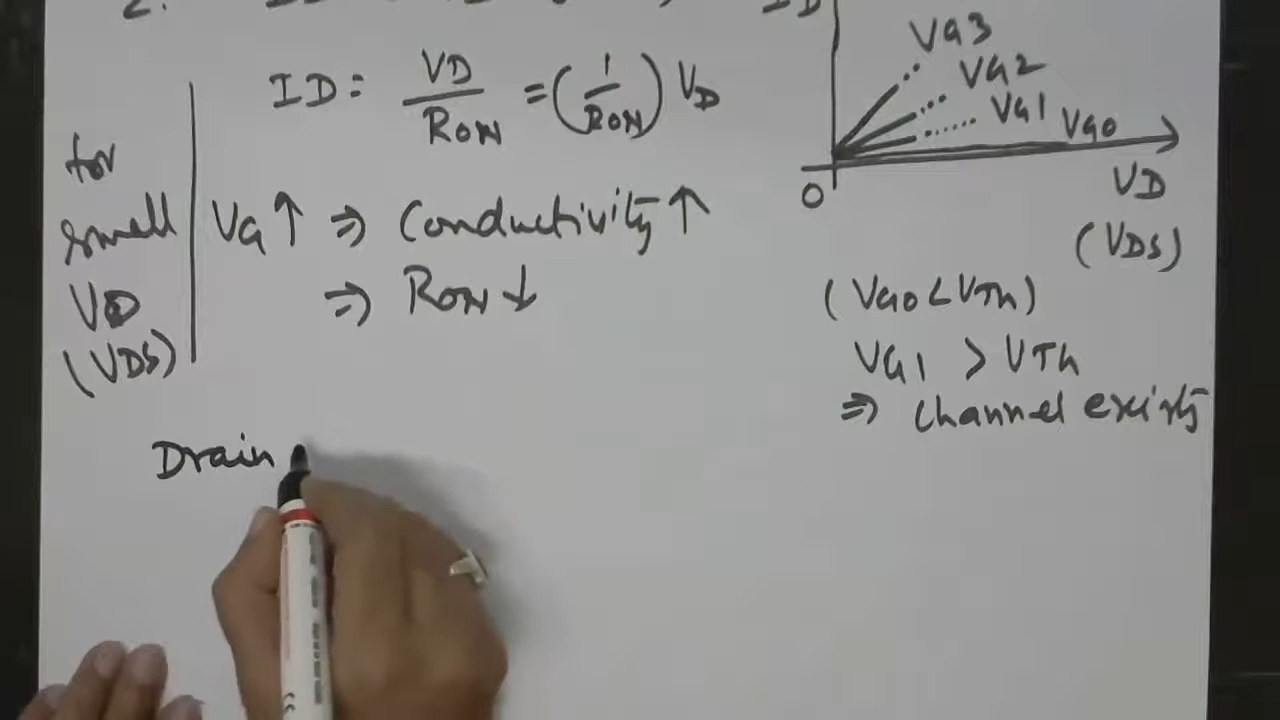 2.
ID
ID = VD / RON = (1 / RON) VD
for small VD (VDS)
VG↑ ⇒ Conductivity↑
⇒ RON↓
Drain
VG3
VG2
VG1
VG0
0
VD
(VDS)
(VG0 < VTh)
VG1 > VTh
⇒ channel exists